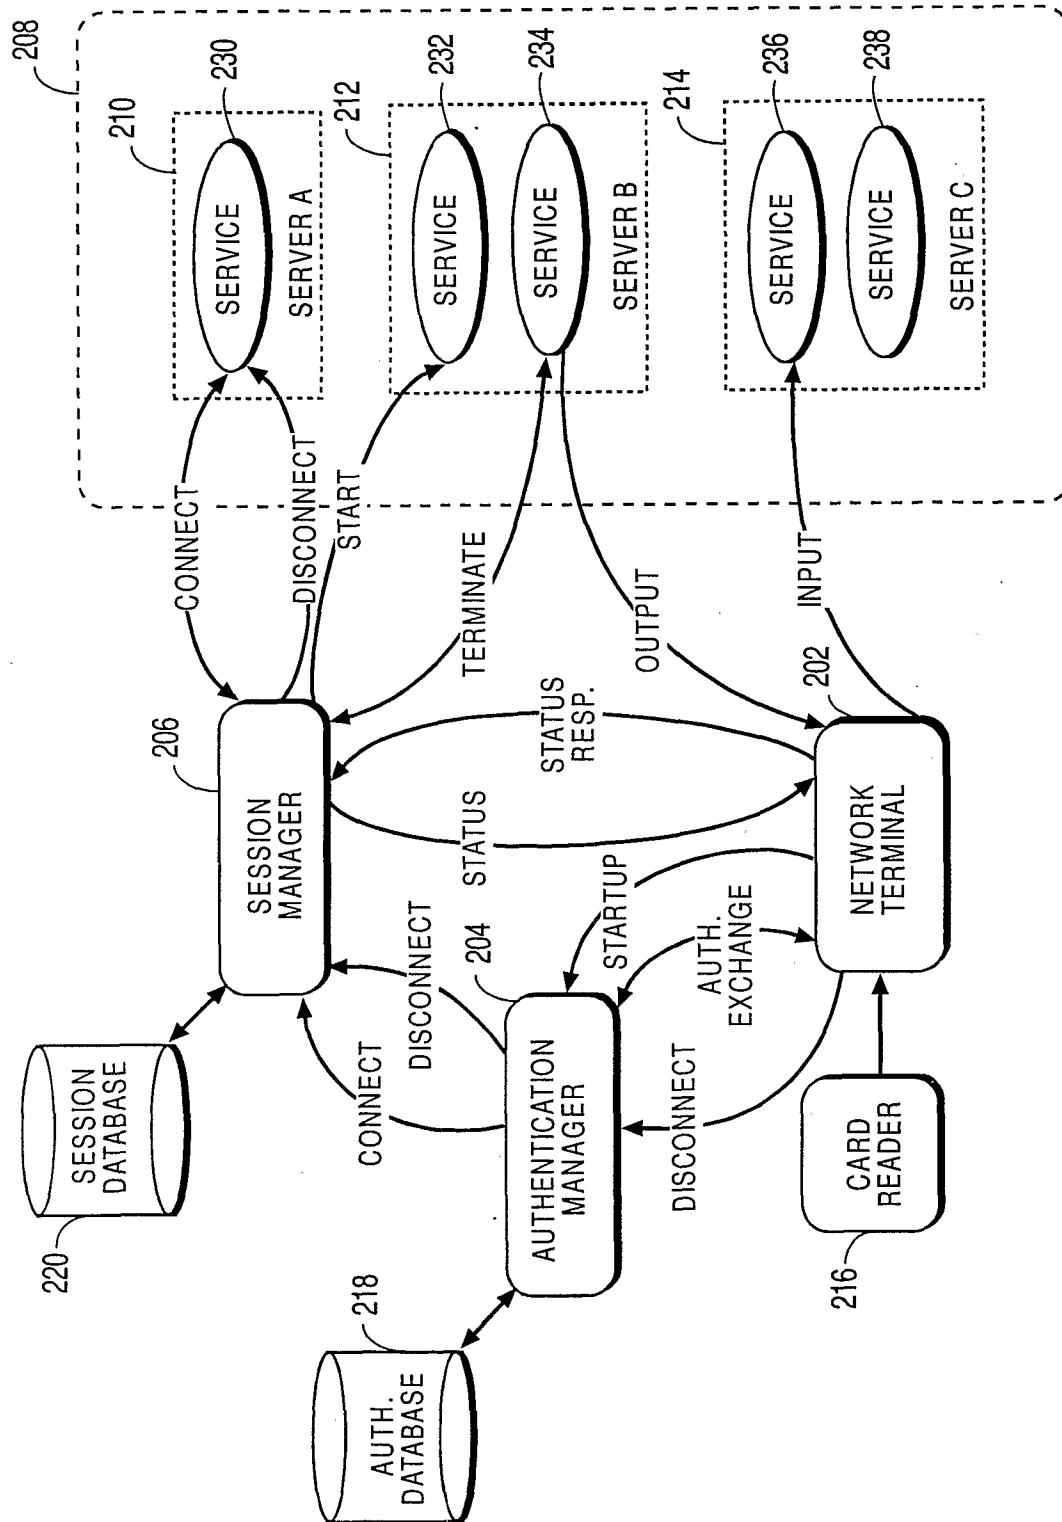 208
210
SERVICE
230
SERVER A
212
SERVICE
232
SERVICE
234
SERVER B
214
SERVICE
236
SERVICE
238
SERVER C
CONNECT
DISCONNECT
START
TERMINATE
OUTPUT
INPUT
206
SESSION
MANAGER
STATUS
STATUS
RESP.
202
NETWORK
TERMINAL
STARTUP
AUTH.
EXCHANGE
DISCONNECT
204
AUTHENTICATION
MANAGER
CONNECT
DISCONNECT
SESSION
DATABASE
220
AUTH.
DATABASE
218
CARD
READER
216